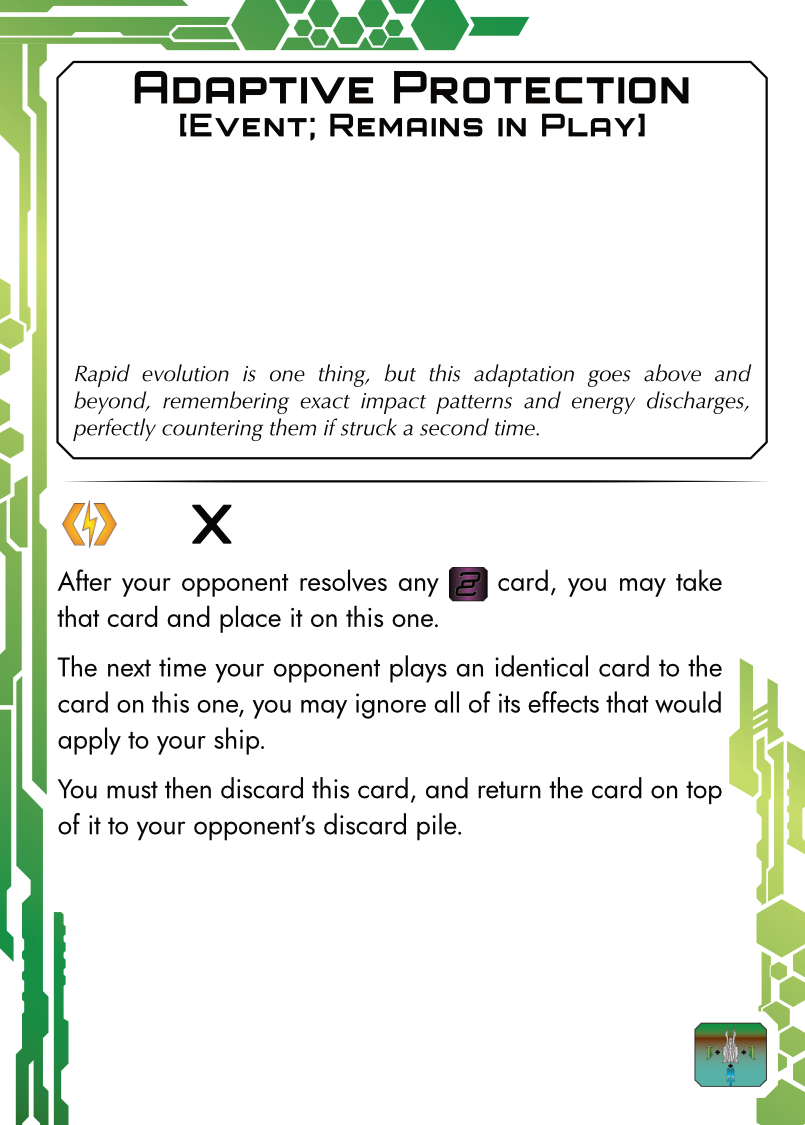 Adaptive Protection
[Event; Remains in Play]
Rapid evolution is one thing, but this adaptation goes above and
beyond, remembering exact impact patterns and energy discharges,
perfectly countering them if struck a second time.
X
After your opponent resolves any 2 card, you may take
that card and place it on this one.
The next time your opponent plays an identical card to the
card on this one, you may ignore all of its effects that would
apply to your ship.
You must then discard this card, and return the card on top
of it to your opponent's discard pile.